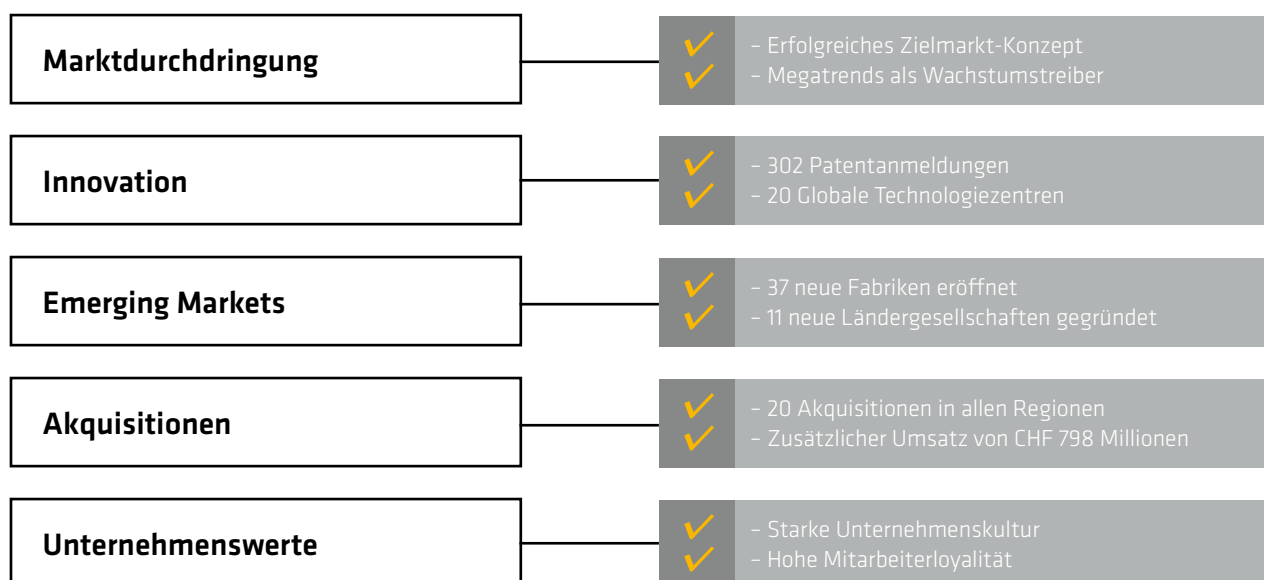 Marktdurchdringung
– Erfolgreiches Zielmarkt-Konzept
– Megatrends als Wachstumstreiber
Innovation
– 302 Patentanmeldungen
– 20 Globale Technologiezentren
Emerging Markets
– 37 neue Fabriken eröffnet
– 11 neue Ländergesellschaften gegründet
Akquisitionen
– 20 Akquisitionen in allen Regionen
– Zusätzlicher Umsatz von CHF 798 Millionen
Unternehmenswerte
– Starke Unternehmenskultur
– Hohe Mitarbeiterloyalität